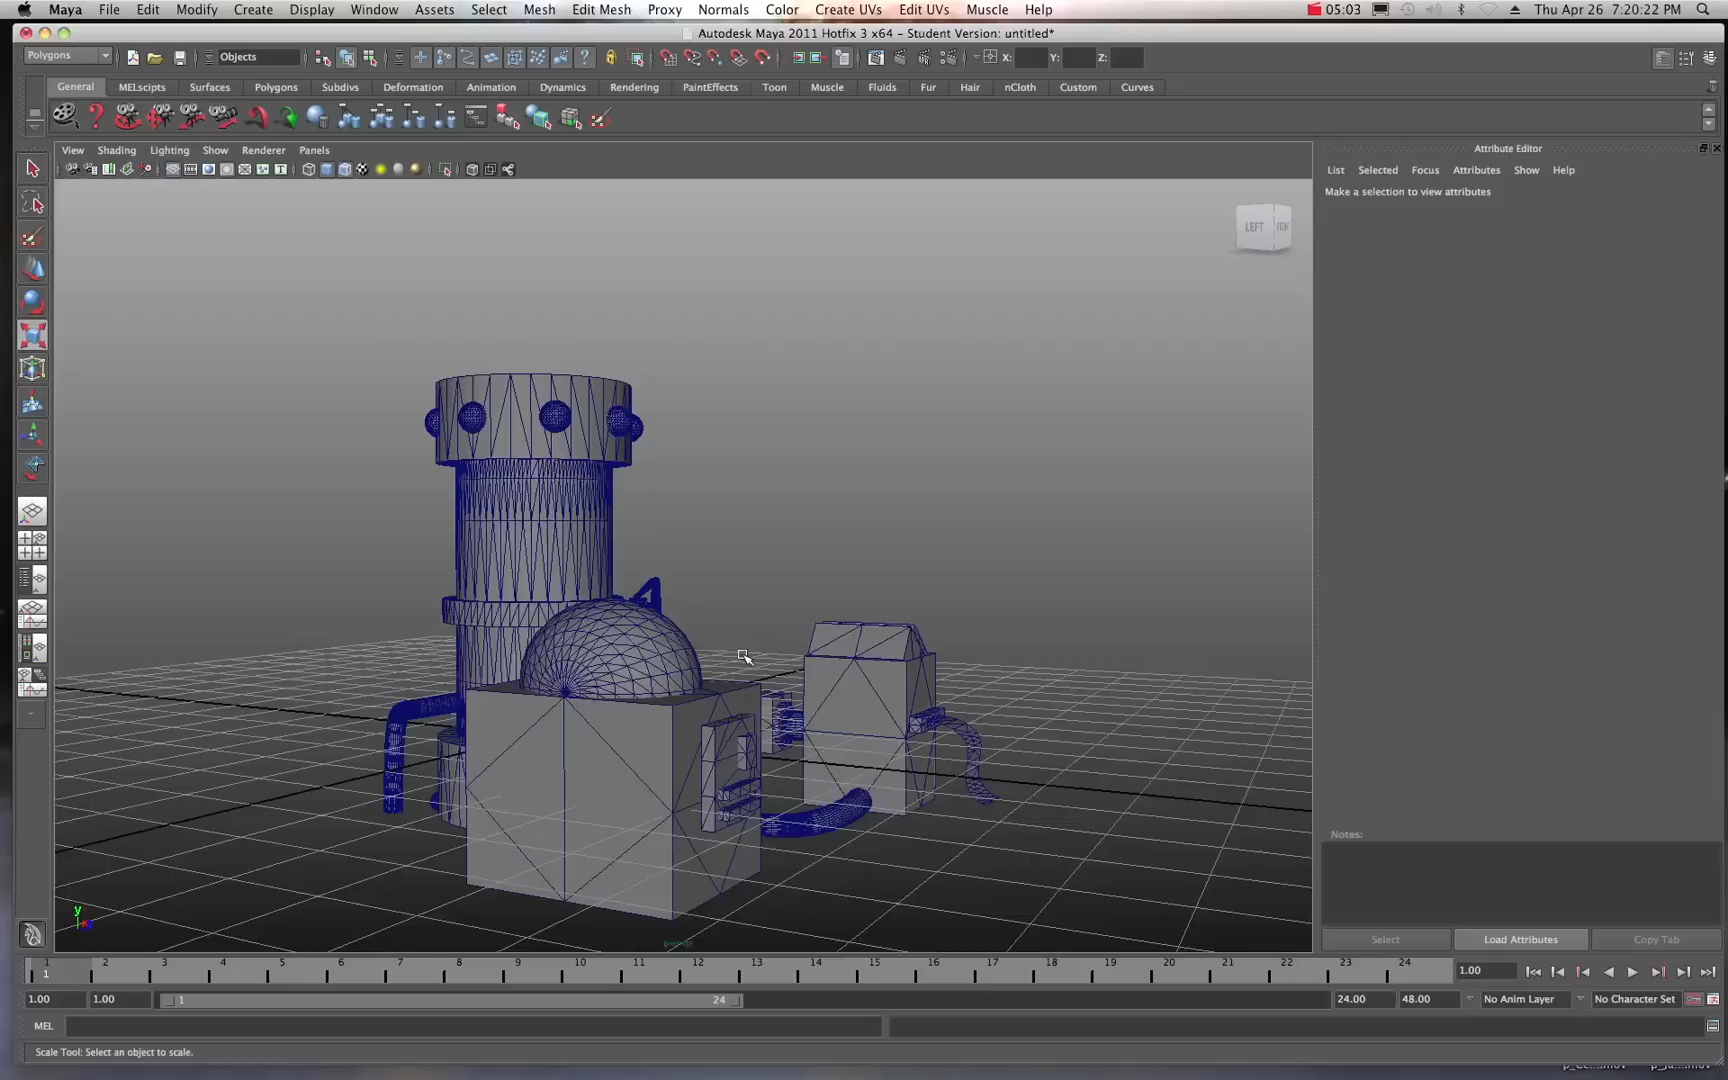 Maya File Edit Modify Create Display Window Assets Select Mesh Edit Mesh Proxy Normals Color Create UVs Edit UVs Muscle Help 05:03 Thu Apr 26 7:20:22 PM
Autodesk Maya 2011 Hotfix 3 x64 – Student Version: untitled*
Polygons Objects X: Y: Z:
General MELscipts Surfaces Polygons Subdivs Deformation Animation Dynamics Rendering PaintEffects Toon Muscle Fluids Fur Hair nCloth Custom Curves
View Shading Lighting Show Renderer Panels
Attribute Editor
List Selected Focus Attributes Show Help
Make a selection to view attributes
LEFT
Notes:
y
persp
Select Load Attributes Copy Tab
1 2 3 4 5 6 7 8 9 10 11 12 13 14 15 16 17 18 19 20 21 22 23 24
1 1.00
1.00 1.00 1 24 24.00 48.00 No Anim Layer No Character Set
MEL
Scale Tool: Select an object to scale.